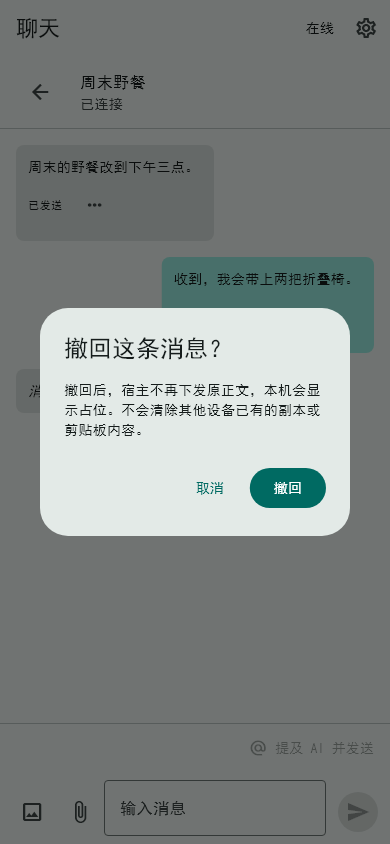 聊天
在线
周末野餐
已连接
周末的野餐改到下午三点。
已发送
收到，我会带上两把折叠椅。
消
撤回这条消息？
撤回后，宿主不再下发原正文，本机会显
示占位。不会清除其他设备已有的副本或
剪贴板内容。
取消
撤回
提及 AI 并发送
输入消息